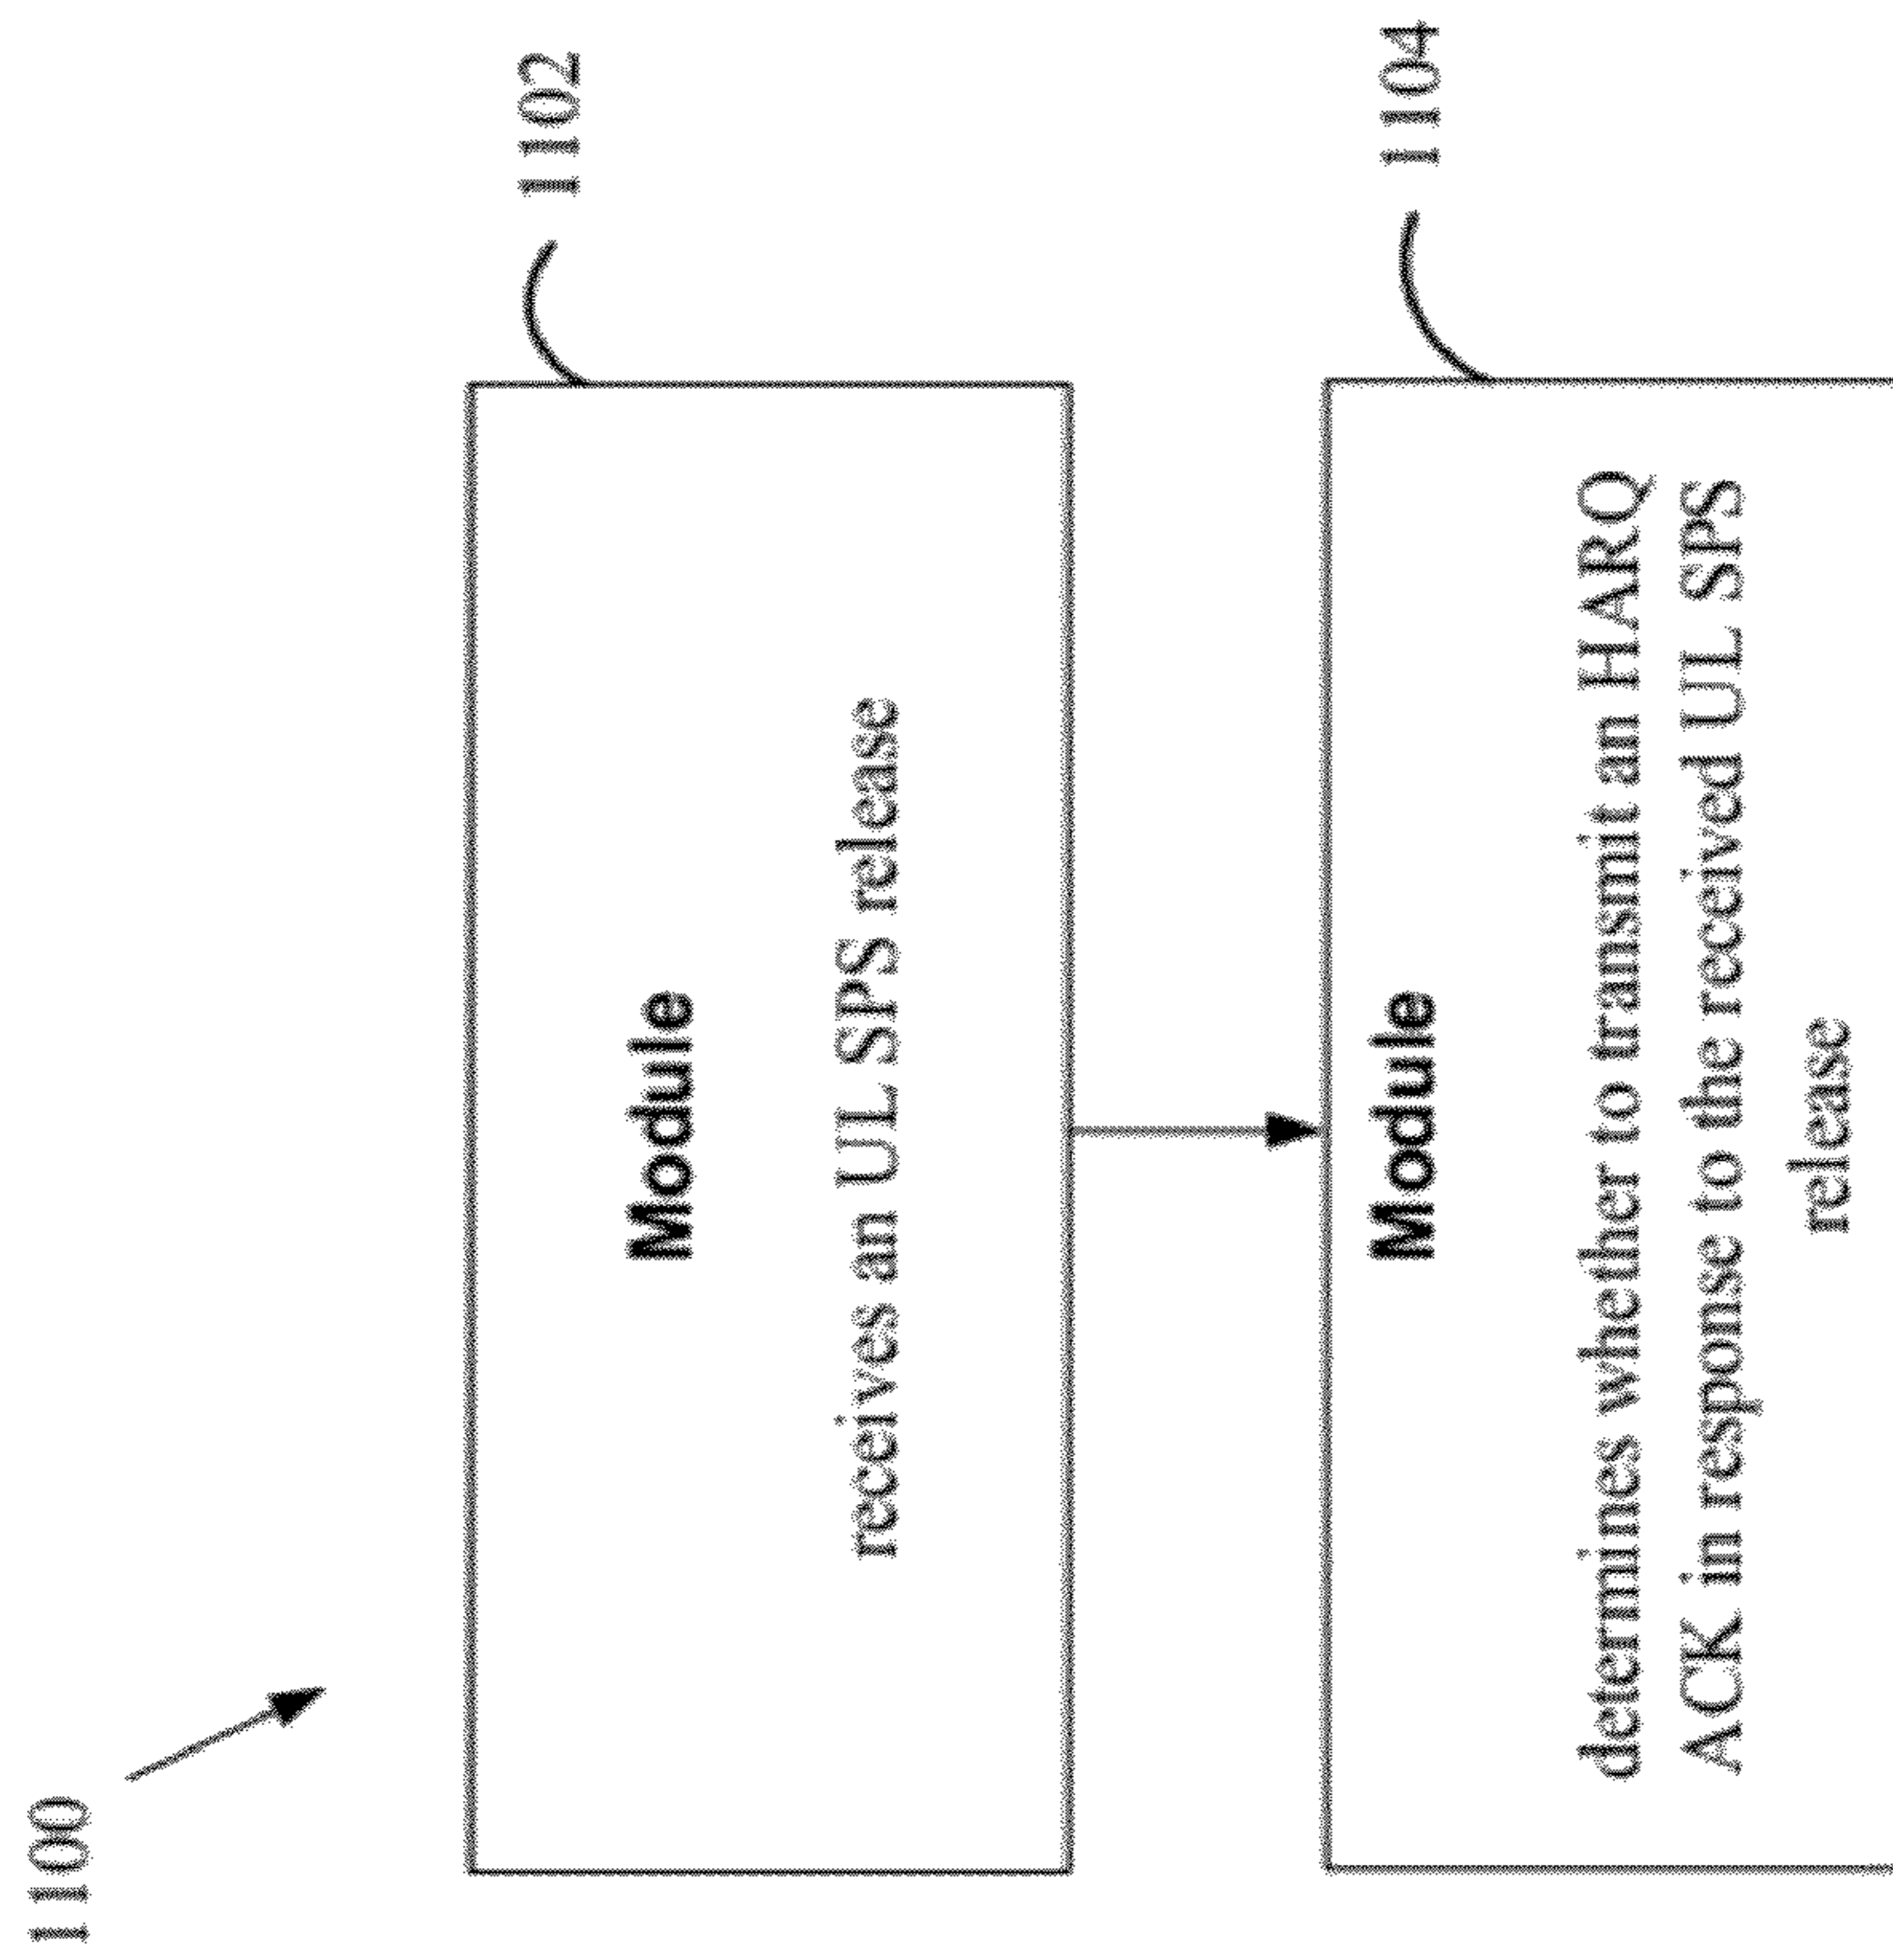 1100
1102
Module
receives an UL SPS release
1104
Module
determines whether to transmit an HARQ
ACK in response to the received UL SPS
release